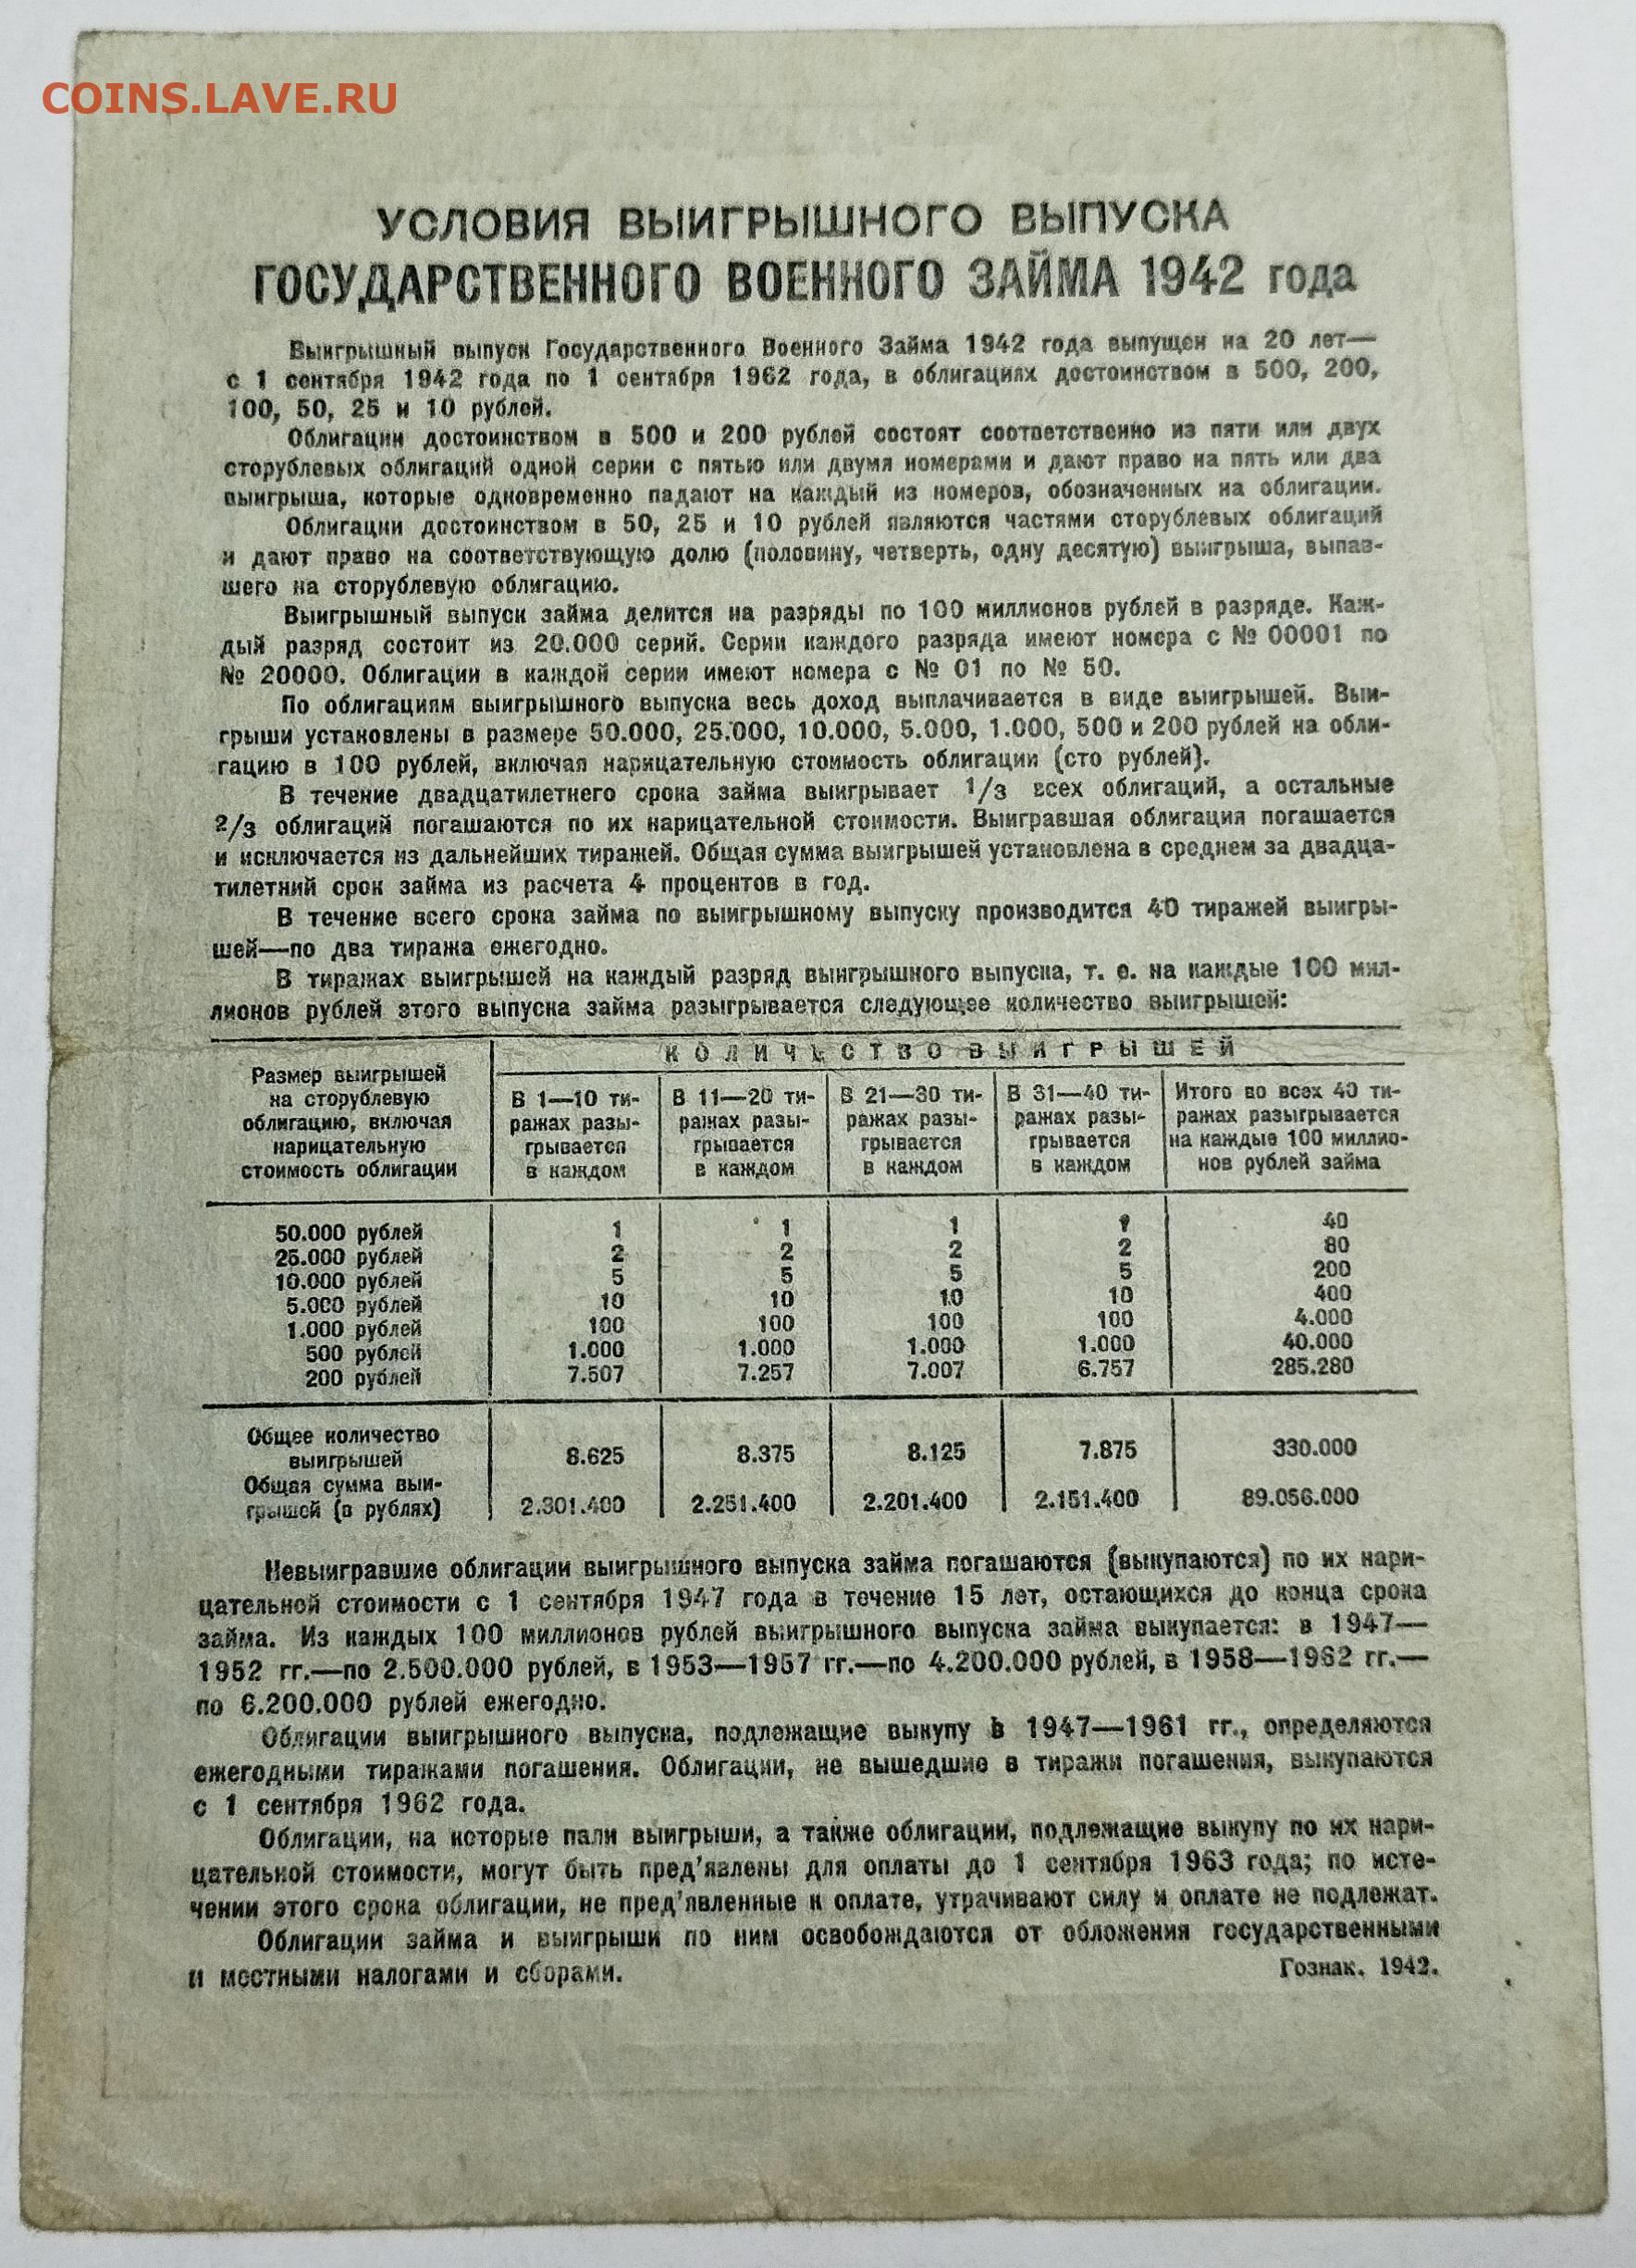 COINS.LAVE.RU
УСЛОВИЯ ВЫИГРЫШНОГО ВЫПУСКА
ГОСУДАРСТВЕННОГО ВОЕННОГО ЗАЙМА 1942 года
Выигрышный выпуск Государственного Военного Займа 1942 года выпущен на 20 лет—
с 1 сентября 1942 года по 1 сентября 1962 года, в облигациях достоинством в 500, 200,
100, 50, 25 и 10 рублей.
Облигации достоинством в 500 и 200 рублей состоят соответственно из пяти или двух
сторублевых облигаций одной серии с пятью или двумя номерами и дают право на пять или два
выигрыша, которые одновременно падают на каждый из номеров, обозначенных на облигации.
Облигации достоинством в 50, 25 и 10 рублей являются частями сторублевых облигаций
и дают право на соответствующую долю (половину, четверть, одну десятую) выигрыша, выпав-
шего на сторублевую облигацию.
Выигрышный выпуск займа делится на разряды по 100 миллионов рублей в разряде. Каж-
дый разряд состоит из 20.000 серий. Серии каждого разряда имеют номера с № 00001 по
№ 20000. Облигации в каждой серии имеют номера с № 01 по № 50.
По облигациям выигрышного выпуска весь доход выплачивается в виде выигрышей. Выи-
грыши установлены в размере 50.000, 25.000, 10.000, 5.000, 1.000, 500 и 200 рублей на обли-
гацию в 100 рублей, включая нарицательную стоимость облигации (сто рублей).
В течение двадцатилетнего срока займа выигрывает 1/3 всех облигаций, а остальные
2/3 облигаций погашаются по их нарицательной стоимости. Выигравшая облигация погашается
и исключается из дальнейших тиражей. Общая сумма выигрышей установлена в среднем за двадца-
тилетний срок займа из расчета 4 процентов в год.
В течение всего срока займа по выигрышному выпуску производится 40 тиражей выигры-
шей—по два тиража ежегодно.
В тиражах выигрышей на каждый разряд выигрышного выпуска, т. е. на каждые 100 мил-
лионов рублей этого выпуска займа разыгрывается следующее количество выигрышей:
КОЛИЧЕСТВО ВЫИГРЫШЕЙ
Размер выигрышей
на сторублевую
облигацию, включая
нарицательную
стоимость облигации
В 1—10 ти-
ражах разы-
грывается
в каждом
В 11—20 ти-
ражах разы-
грывается
в каждом
В 21—30 ти-
ражах разы-
грывается
в каждом
В 31—40 ти-
ражах разы-
грывается
в каждом
Итого во всех 40 ти-
ражах разыгрывается
на каждые 100 миллио-
нов рублей займа
50.000 рублей 1 1 1 1 40
25.000 рублей 2 2 2 2 80
10.000 рублей 5 5 5 5 200
5.000 рублей 10 10 10 10 400
1.000 рублей 100 100 100 100 4.000
500 рублей 1.000 1.000 1.000 1.000 40.000
200 рублей 7.507 7.257 7.007 6.757 285.280
Общее количество
выигрышей 8.625 8.375 8.125 7.875 330.000
Общая сумма выи-
грышей (в рублях) 2.301.400 2.251.400 2.201.400 2.151.400 89.056.000
Невыигравшие облигации выигрышного выпуска займа погашаются (выкупаются) по их нари-
цательной стоимости с 1 сентября 1947 года в течение 15 лет, остающихся до конца срока
займа. Из каждых 100 миллионов рублей выигрышного выпуска займа выкупается: в 1947—
1952 гг.—по 2.500.000 рублей, в 1953—1957 гг.—по 4.200.000 рублей, в 1958—1962 гг.—
по 6.200.000 рублей ежегодно.
Облигации выигрышного выпуска, подлежащие выкупу в 1947—1961 гг., определяются
ежегодными тиражами погашения. Облигации, не вышедшие в тиражи погашения, выкупаются
с 1 сентября 1962 года.
Облигации, на которые пали выигрыши, а также облигации, подлежащие выкупу по их нари-
цательной стоимости, могут быть пред'явлены для оплаты до 1 сентября 1963 года; по исте-
чении этого срока облигации, не пред'явленные к оплате, утрачивают силу и оплате не подлежат.
Облигации займа и выигрыши по ним освобождаются от обложения государственными
и местными налогами и сборами.
Гознак. 1942.